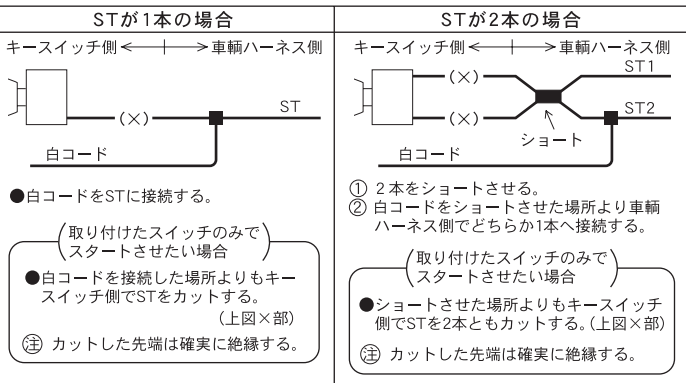 STが1本の場合
キースイッチ側 ← → 車輌ハーネス側
(×)
ST
白コード
●白コードをSTに接続する。
(取り付けたスイッチのみで
スタートさせたい場合)
●白コードを接続した場所よりもキー
スイッチ側でSTをカットする。
(上図×部)
㊟ カットした先端は確実に絶縁する。
STが2本の場合
キースイッチ側 ← → 車輌ハーネス側
(×)
ST1
(×)
ST2
ショート
白コード
① 2本をショートさせる。
② 白コードをショートさせた場所より車輌
ハーネス側でどちらか1本へ接続する。
(取り付けたスイッチのみで
スタートさせたい場合)
●ショートさせた場所よりもキースイッチ
側でSTを2本ともカットする。(上図×部)
㊟ カットした先端は確実に絶縁する。